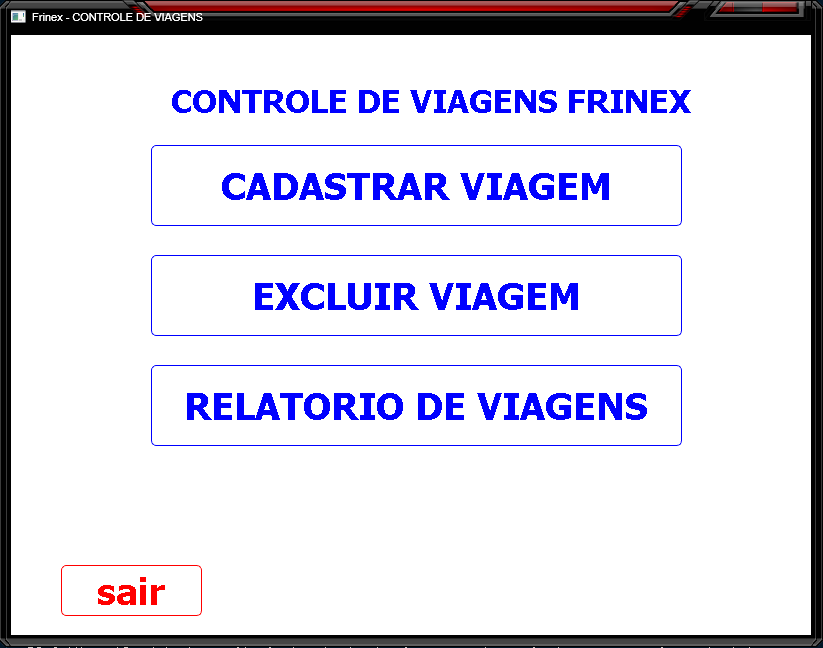 Frinex - CONTROLE DE VIAGENS
CONTROLE DE VIAGENS FRINEX
CADASTRAR VIAGEM
EXCLUIR VIAGEM
RELATORIO DE VIAGENS
sair